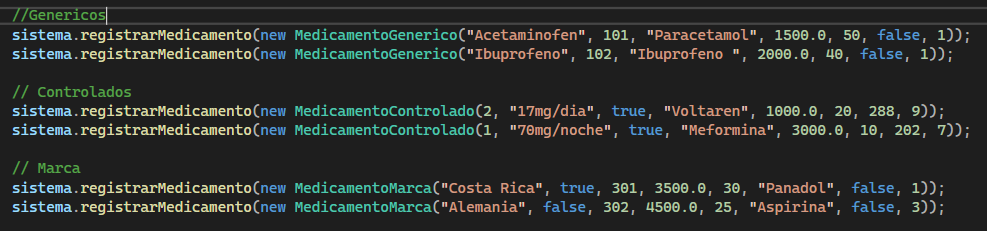 //Genericos
sistema.registrarMedicamento(new MedicamentoGenerico("Acetaminofen", 101, "Paracetamol", 1500.0, 50, false, 1));
sistema.registrarMedicamento(new MedicamentoGenerico("Ibuprofeno", 102, "Ibuprofeno ", 2000.0, 40, false, 1));
// Controlados
sistema.registrarMedicamento(new MedicamentoControlado(2, "17mg/dia", true, "Voltaren", 1000.0, 20, 288, 9));
sistema.registrarMedicamento(new MedicamentoControlado(1, "70mg/noche", true, "Meformina", 3000.0, 10, 202, 7));
// Marca
sistema.registrarMedicamento(new MedicamentoMarca("Costa Rica", true, 301, 3500.0, 30, "Panadol", false, 1));
sistema.registrarMedicamento(new MedicamentoMarca("Alemania", false, 302, 4500.0, 25, "Aspirina", false, 3));